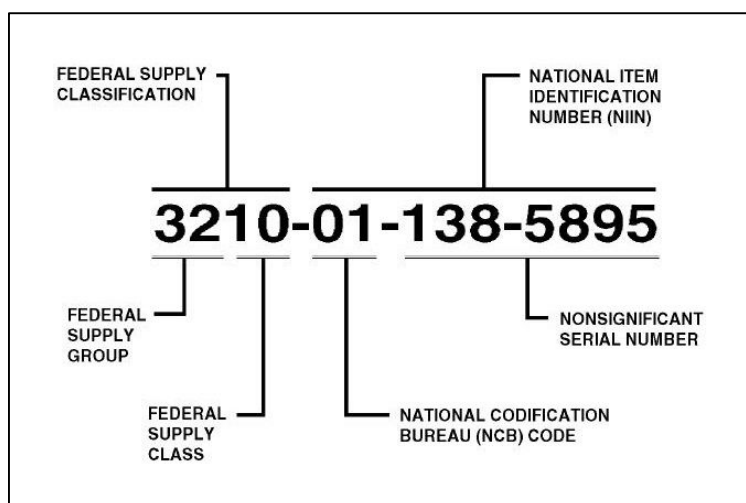 FEDERAL SUPPLY
CLASSIFICATION
NATIONAL ITEM
IDENTIFICATION
NUMBER (NIIN)
3210-01-138-5895
FEDERAL
SUPPLY
GROUP
NONSIGNIFICANT
SERIAL NUMBER
FEDERAL
SUPPLY
CLASS
NATIONAL CODIFICATION
BUREAU (NCB) CODE